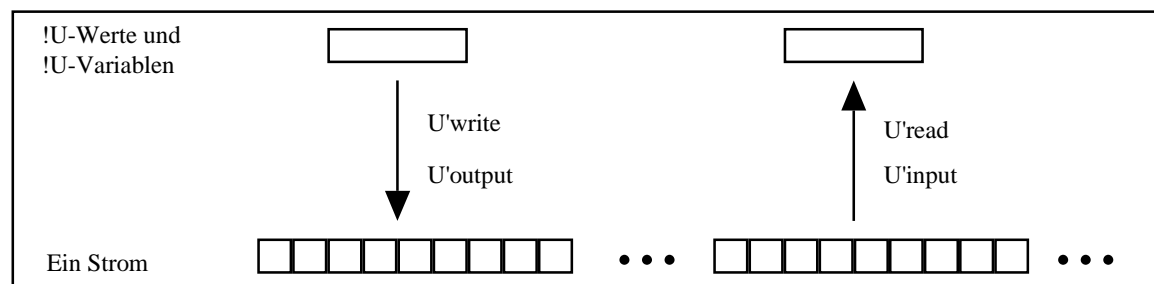 !U-Werte und
!U-Variablen
U'write
U'output
U'read
U'input
Ein Strom